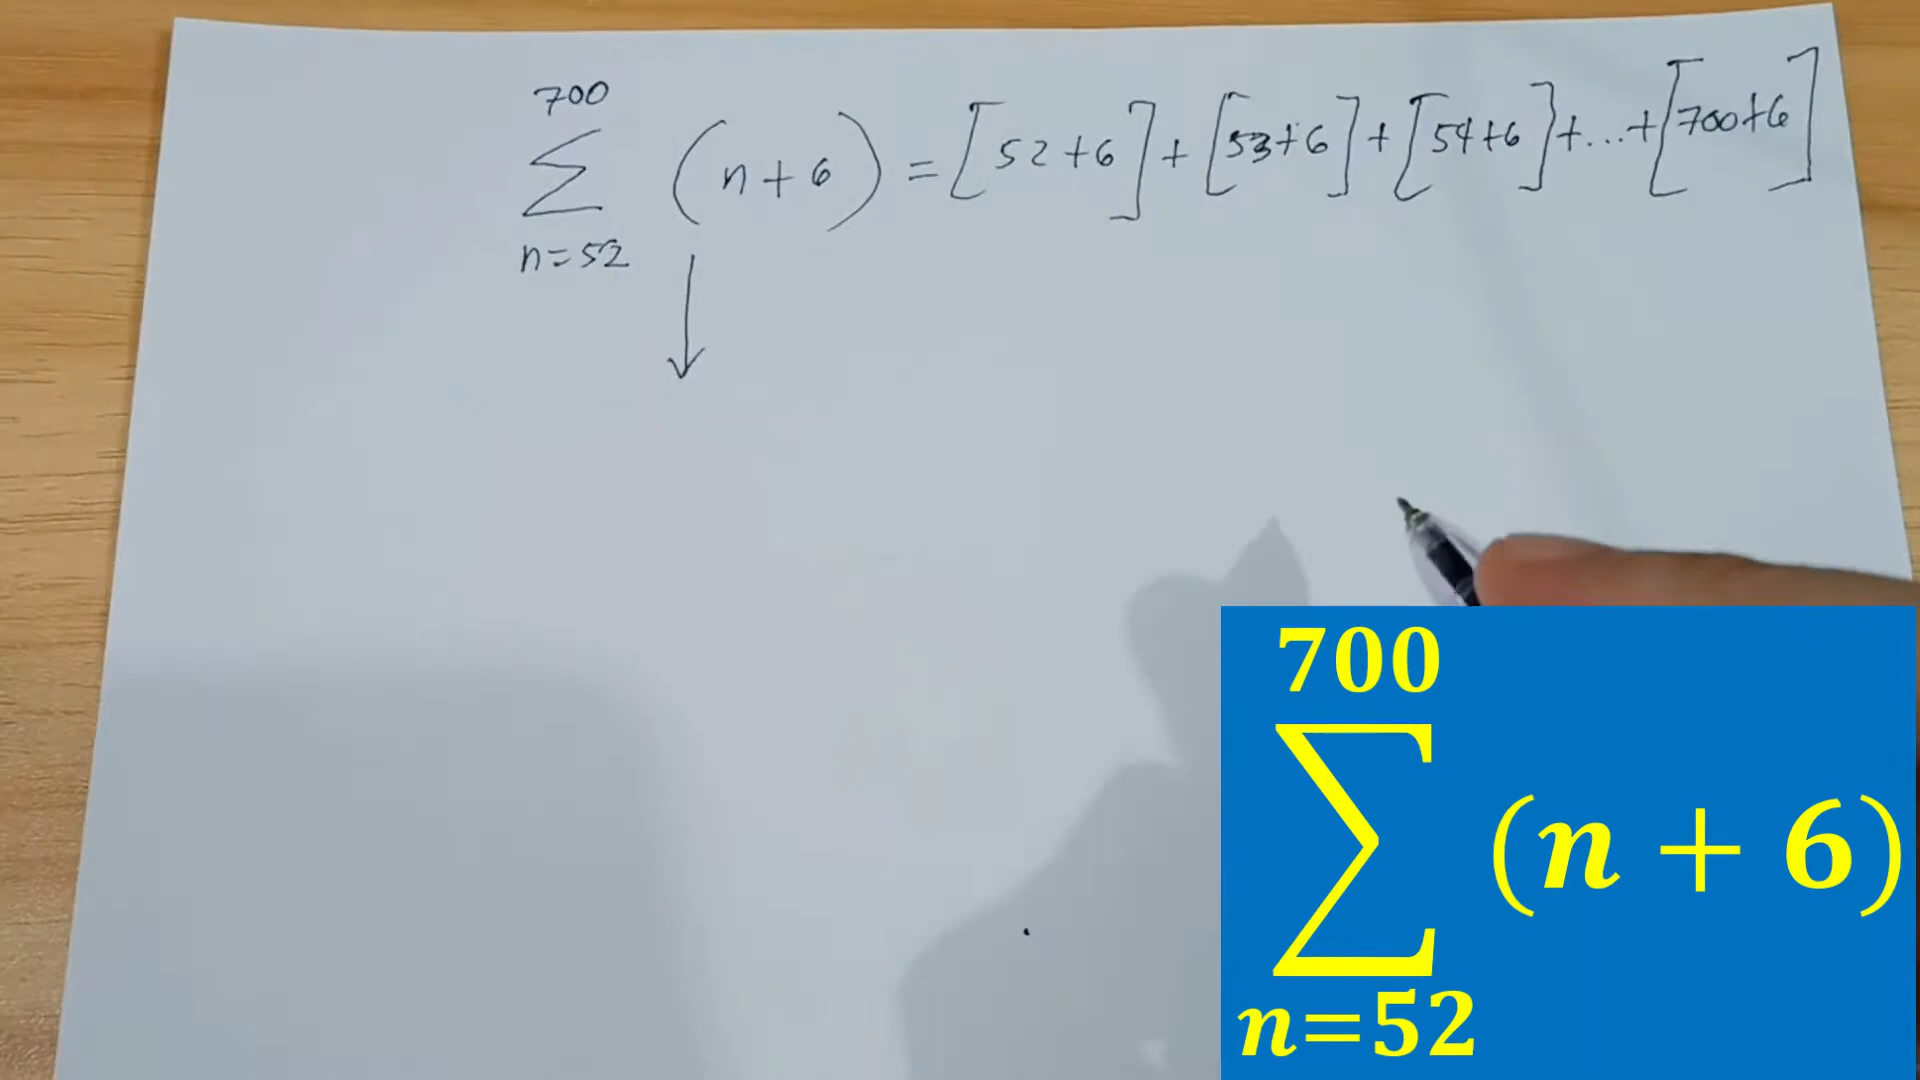 700
∑ (n+6) = [52+6] + [53+6] + [54+6] +...+ [700+6]
n=52
700
∑ (n + 6)
n=52